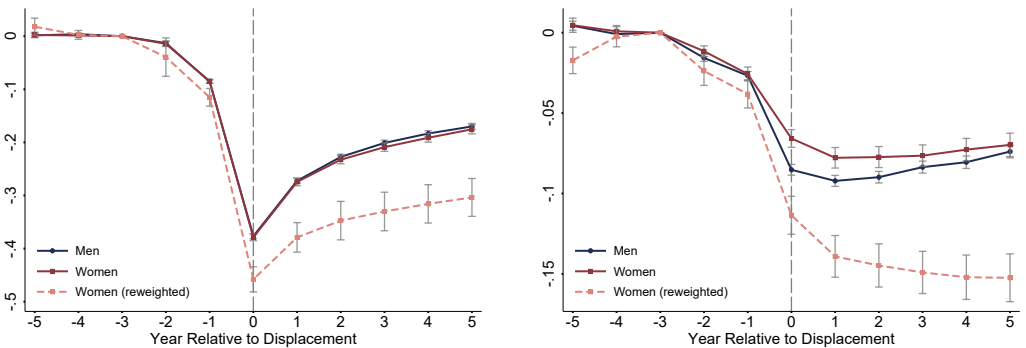 0
-.1
-.2
-.3
-.4
-.5
Men
Women
Women (reweighted)
-5 -4 -3 -2 -1 0 1 2 3 4 5
Year Relative to Displacement
0
-.05
-.1
-.15
Men
Women
Women (reweighted)
-5 -4 -3 -2 -1 0 1 2 3 4 5
Year Relative to Displacement